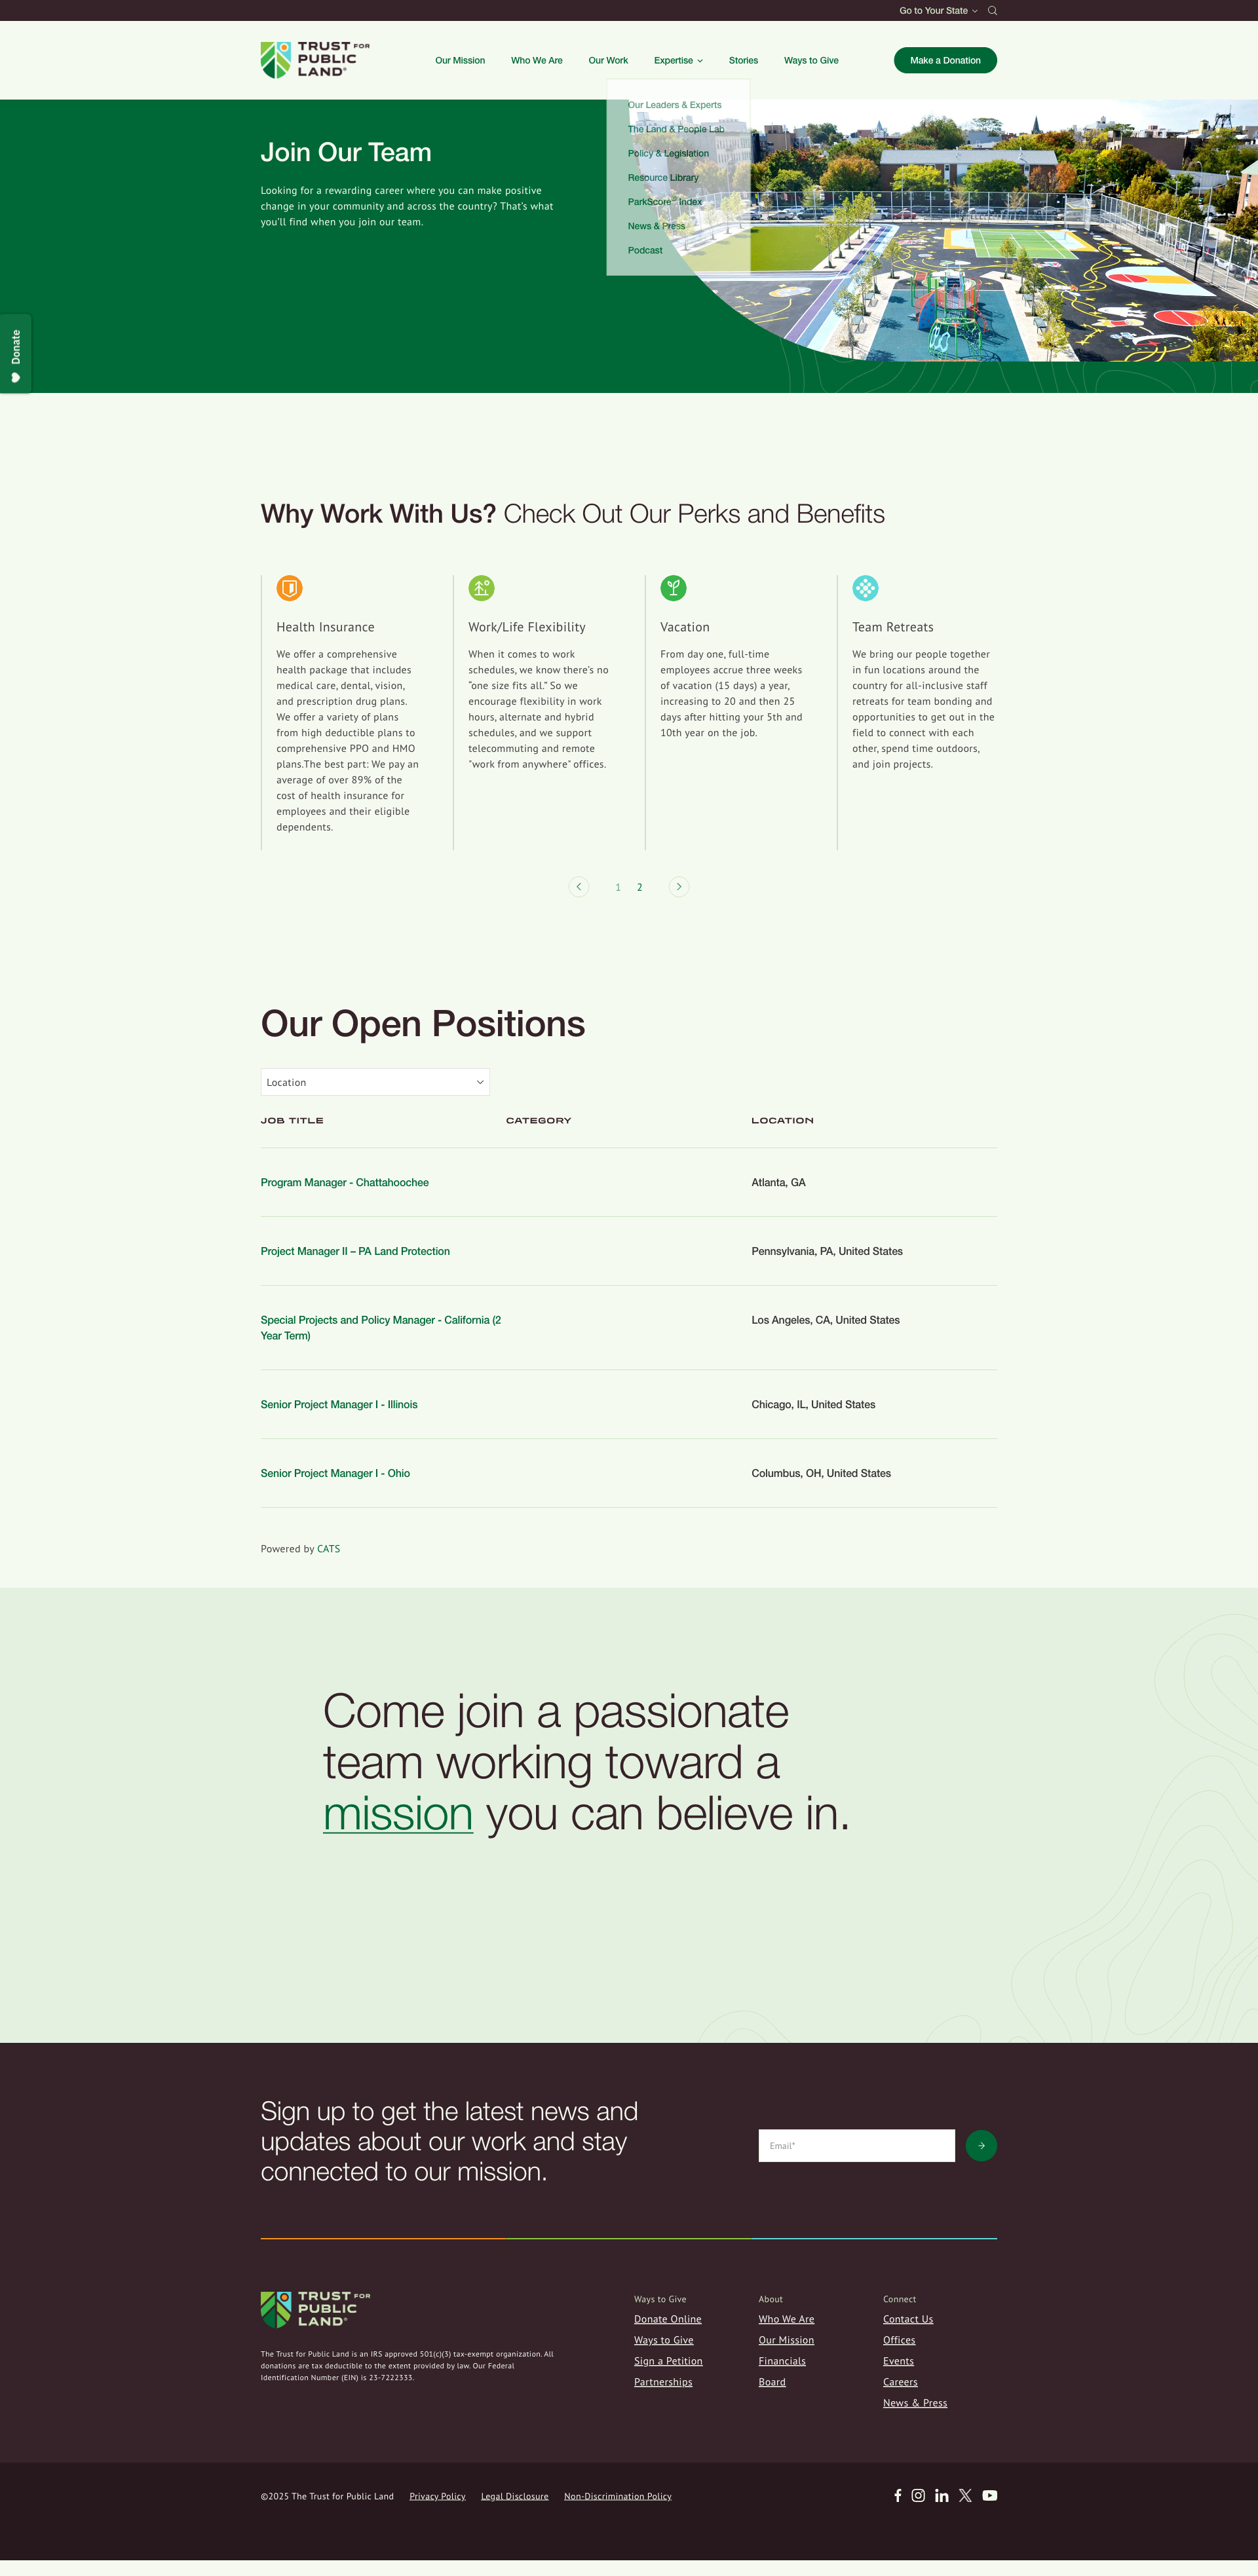 Go to Your State
TRUST FOR
PUBLIC
LAND®
Our Mission
Who We Are
Our Work
Expertise
Stories
Ways to Give
Make a Donation
Our Leaders & Experts
The Land & People Lab
Policy & Legislation
Resource Library
ParkScore® Index
News & Press
Podcast
Join Our Team
Looking for a rewarding career where you can make positive
change in your community and across the country? That’s what
you’ll find when you join our team.
Donate
Why Work With Us? Check Out Our Perks and Benefits
Health Insurance
We offer a comprehensive
health package that includes
medical care, dental, vision,
and prescription drug plans.
We offer a variety of plans
from high deductible plans to
comprehensive PPO and HMO
plans.The best part: We pay an
average of over 89% of the
cost of health insurance for
employees and their eligible
dependents.
Work/Life Flexibility
When it comes to work
schedules, we know there’s no
“one size fits all.” So we
encourage flexibility in work
hours, alternate and hybrid
schedules, and we support
telecommuting and remote
"work from anywhere" offices.
Vacation
From day one, full-time
employees accrue three weeks
of vacation (15 days) a year,
increasing to 20 and then 25
days after hitting your 5th and
10th year on the job.
Team Retreats
We bring our people together
in fun locations around the
country for all-inclusive staff
retreats for team bonding and
opportunities to get out in the
field to connect with each
other, spend time outdoors,
and join projects.
1 2
Our Open Positions
Location
JOB TITLE CATEGORY LOCATION
Program Manager - Chattahoochee Atlanta, GA
Project Manager II – PA Land Protection Pennsylvania, PA, United States
Special Projects and Policy Manager - California (2 Los Angeles, CA, United States
Year Term)
Senior Project Manager I - Illinois Chicago, IL, United States
Senior Project Manager I - Ohio Columbus, OH, United States
Powered by CATS
Come join a passionate
team working toward a
mission you can believe in.
Sign up to get the latest news and
updates about our work and stay
connected to our mission.
Email*
TRUST FOR
PUBLIC
LAND®
The Trust for Public Land is an IRS approved 501(c)(3) tax-exempt organization. All
donations are tax deductible to the extent provided by law. Our Federal
Identification Number (EIN) is 23-7222333.
Ways to Give
Donate Online
Ways to Give
Sign a Petition
Partnerships
About
Who We Are
Our Mission
Financials
Board
Connect
Contact Us
Offices
Events
Careers
News & Press
©2025 The Trust for Public Land Privacy Policy Legal Disclosure Non-Discrimination Policy